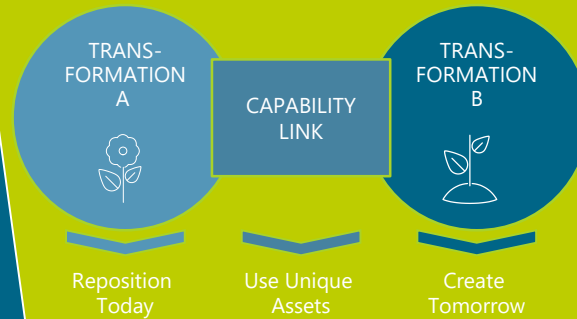 TRANS-
FORMATION
A
CAPABILITY
LINK
TRANS-
FORMATION
B
Reposition
Today
Use Unique
Assets
Create
Tomorrow